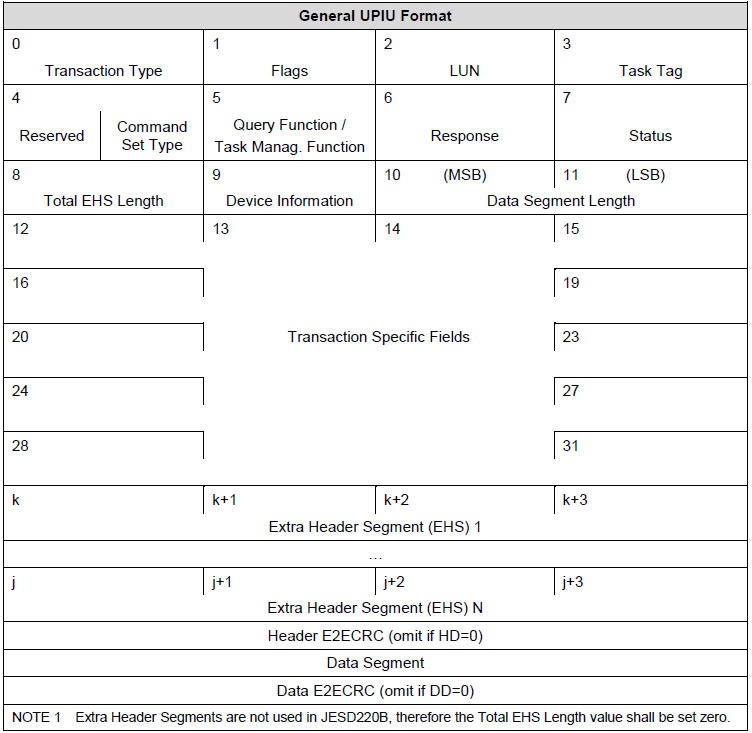 General UPIU Format
0 1 2 3
Transaction Type Flags LUN Task Tag
4 5 6 7
Reserved Command Set Type Query Function / Task Manag. Function Response Status
8 9 10 (MSB) 11 (LSB)
Total EHS Length Device Information Data Segment Length
12 13 14 15
16 19
20 Transaction Specific Fields 23
24 27
28 31
k k+1 k+2 k+3
Extra Header Segment (EHS) 1
…
j j+1 j+2 j+3
Extra Header Segment (EHS) N
Header E2ECRC (omit if HD=0)
Data Segment
Data E2ECRC (omit if DD=0)
NOTE 1 Extra Header Segments are not used in JESD220B, therefore the Total EHS Length value shall be set zero.